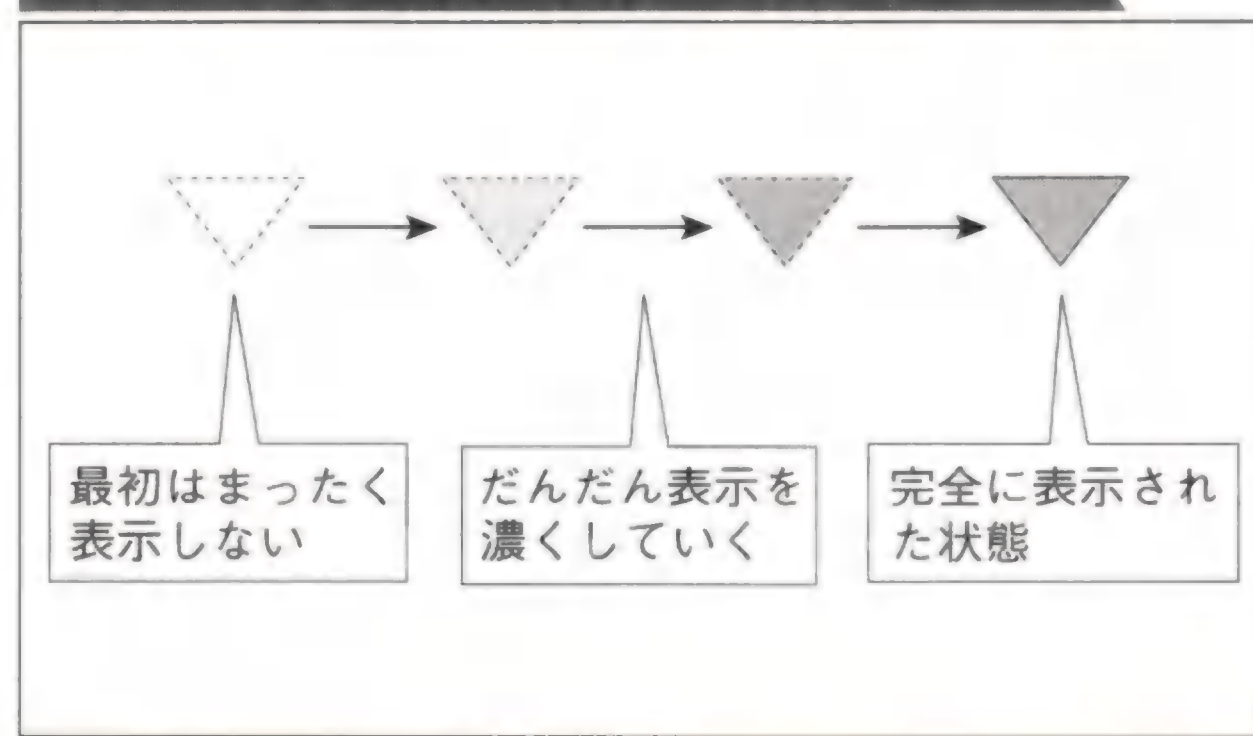 最初はまったく
表示しない
だんだん表示を
濃くしていく
完全に表示され
た状態